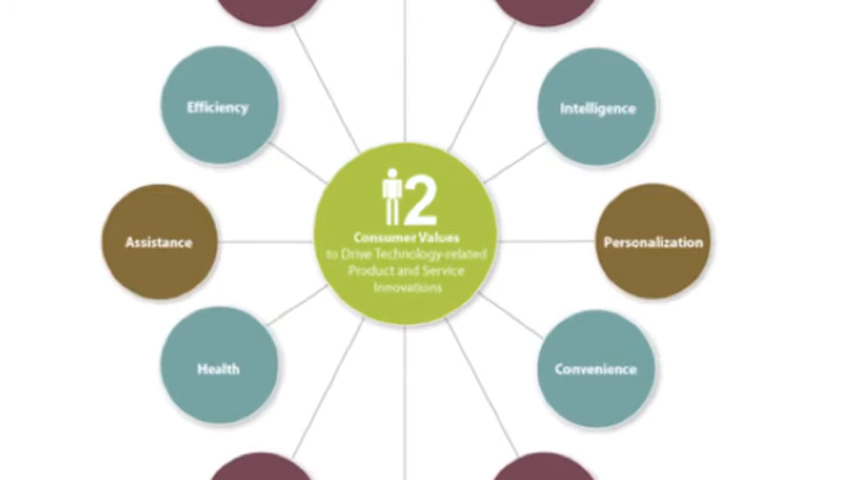 Efficiency
Intelligence
12
Consumer Values
to Drive Technology-related
Product and Service
Innovations
Assistance
Personalization
Health
Convenience